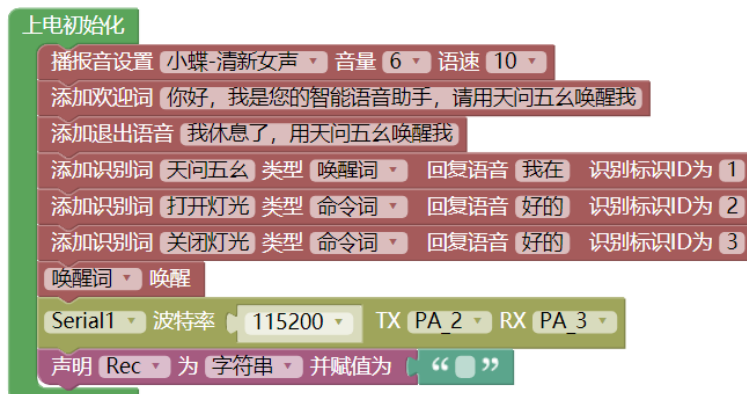 上电初始化
播报音设置 小蝶-清新女声 音量 6 语速 10
添加欢迎词 你好，我是您的智能语音助手，请用天问五幺唤醒我
添加退出语音 我休息了，用天问五幺唤醒我
添加识别词 天问五幺 类型 唤醒词 回复语音 我在 识别标识ID为 1
添加识别词 打开灯光 类型 命令词 回复语音 好的 识别标识ID为 2
添加识别词 关闭灯光 类型 命令词 回复语音 好的 识别标识ID为 3
唤醒词 唤醒
Serial1 波特率 115200 TX PA_2 RX PA_3
声明 Rec 为 字符串 并赋值为 “ ”